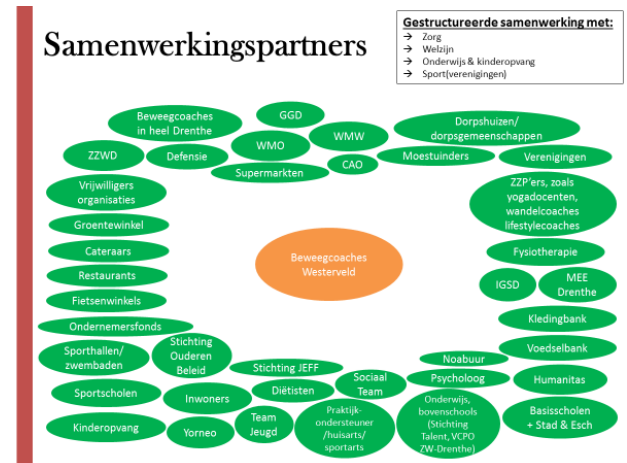 Samenwerkingspartners
Gestructureerde samenwerking met:
→ Zorg
→ Welzijn
→ Onderwijs & kinderopvang
→ Sport(verenigingen)
Beweegcoaches
in heel Drenthe
GGD
WMW
Dorpshuizen/
dorpsgemeenschappen
ZZWD
Defensie
WMO
CAO
Moestuinders
Verenigingen
Supermarkten
Vrijwilligers
organisaties
ZZP'ers, zoals
yogadocenten,
wandelcoaches
lifestylecoaches
Groentewinkel
Cateraars
Restaurants
Fietsenwinkels
Ondernemersfonds
Beweegcoaches
Westerveld
Fysiotherapie
IGSD
MEE
Drenthe
Kledingbank
Voedselbank
Sporthallen/
zwembaden
Stichting
Ouderen
Beleid
Stichting JEFF
Noabuur
Sociaal
Team
Psycholoog
Humanitas
Sportscholen
Inwoners
Diëtisten
Kinderopvang
Yorneo
Team
Jeugd
Praktijk-
ondersteuner
/huisarts/
sportarts
Onderwijs,
bovenschools
(Stichting
Talent, VCPO
ZW-Drenthe)
Basisscholen
+ Stad & Esch